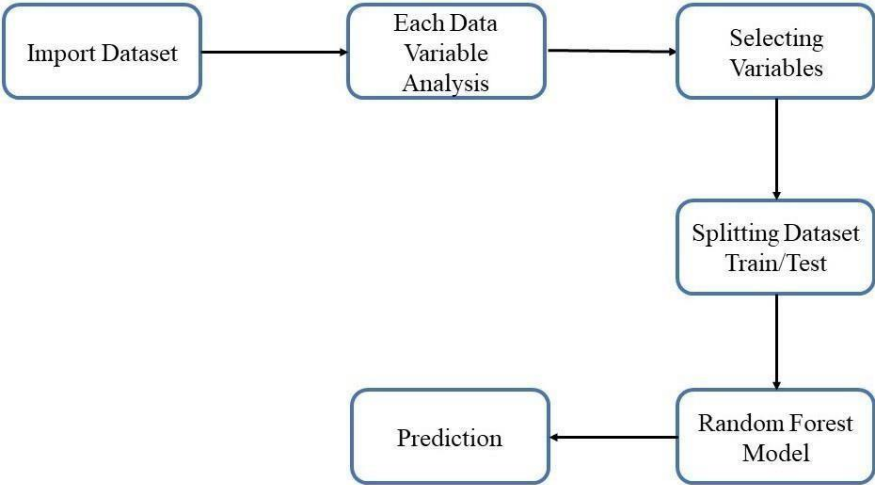 Import Dataset
Each Data
Variable
Analysis
Selecting
Variables
Splitting Dataset
Train/Test
Random Forest
Model
Prediction